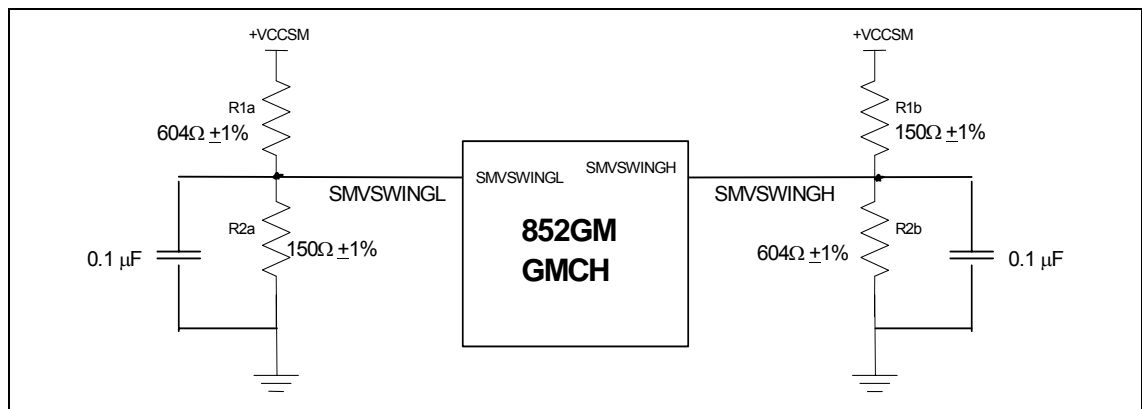 +VCCSM
R1a
604Ω ±1%
SMVSWINGL
R2a
150Ω ±1%
0.1 μF
SMVSWINGL
SMVSWINGH
852GM
GMCH
+VCCSM
R1b
150Ω ±1%
SMVSWINGH
R2b
604Ω ±1%
0.1 μF